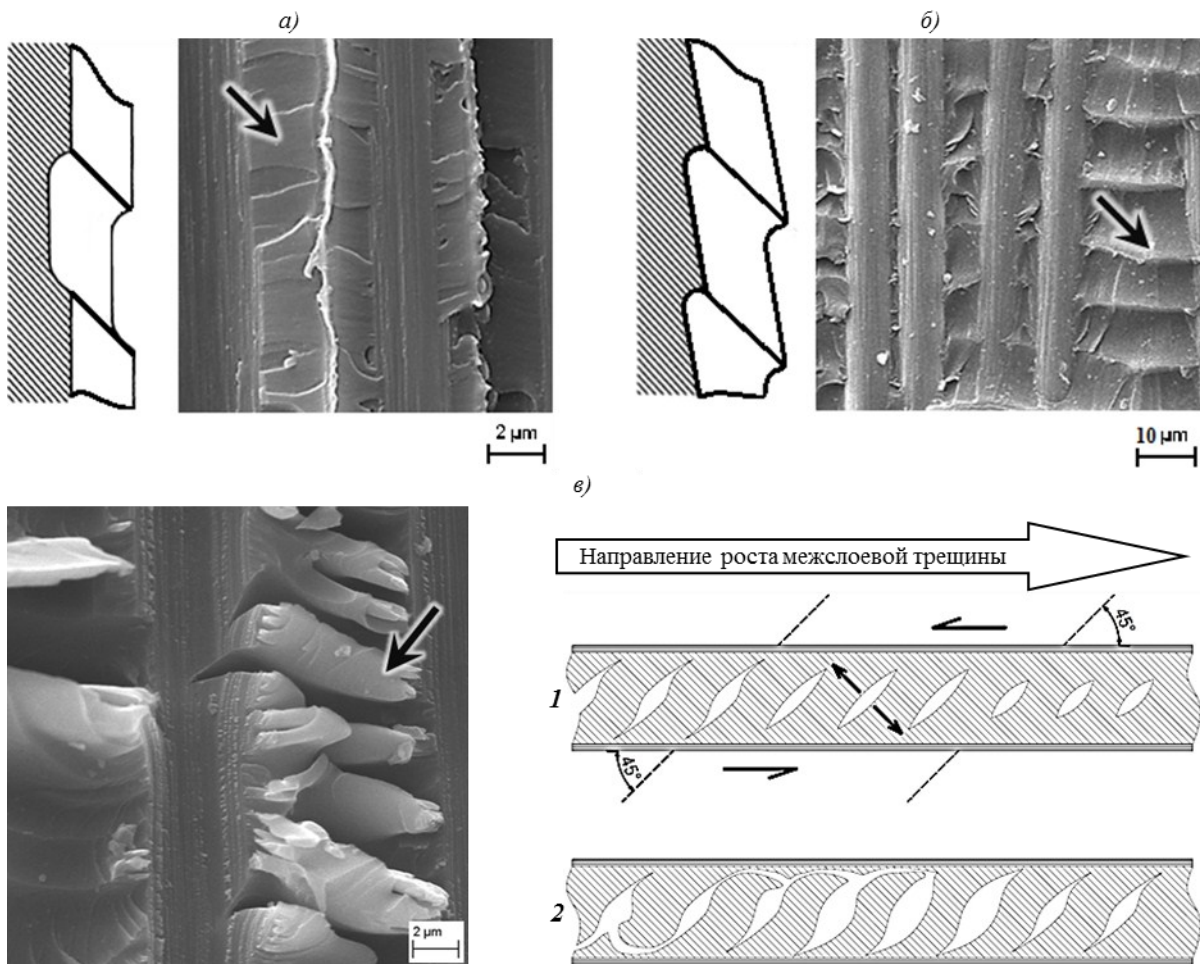 а)
б)
2 µm
10 µm
в)
2 µm
Направление роста межслоевой трещины
45°
1
45°
2